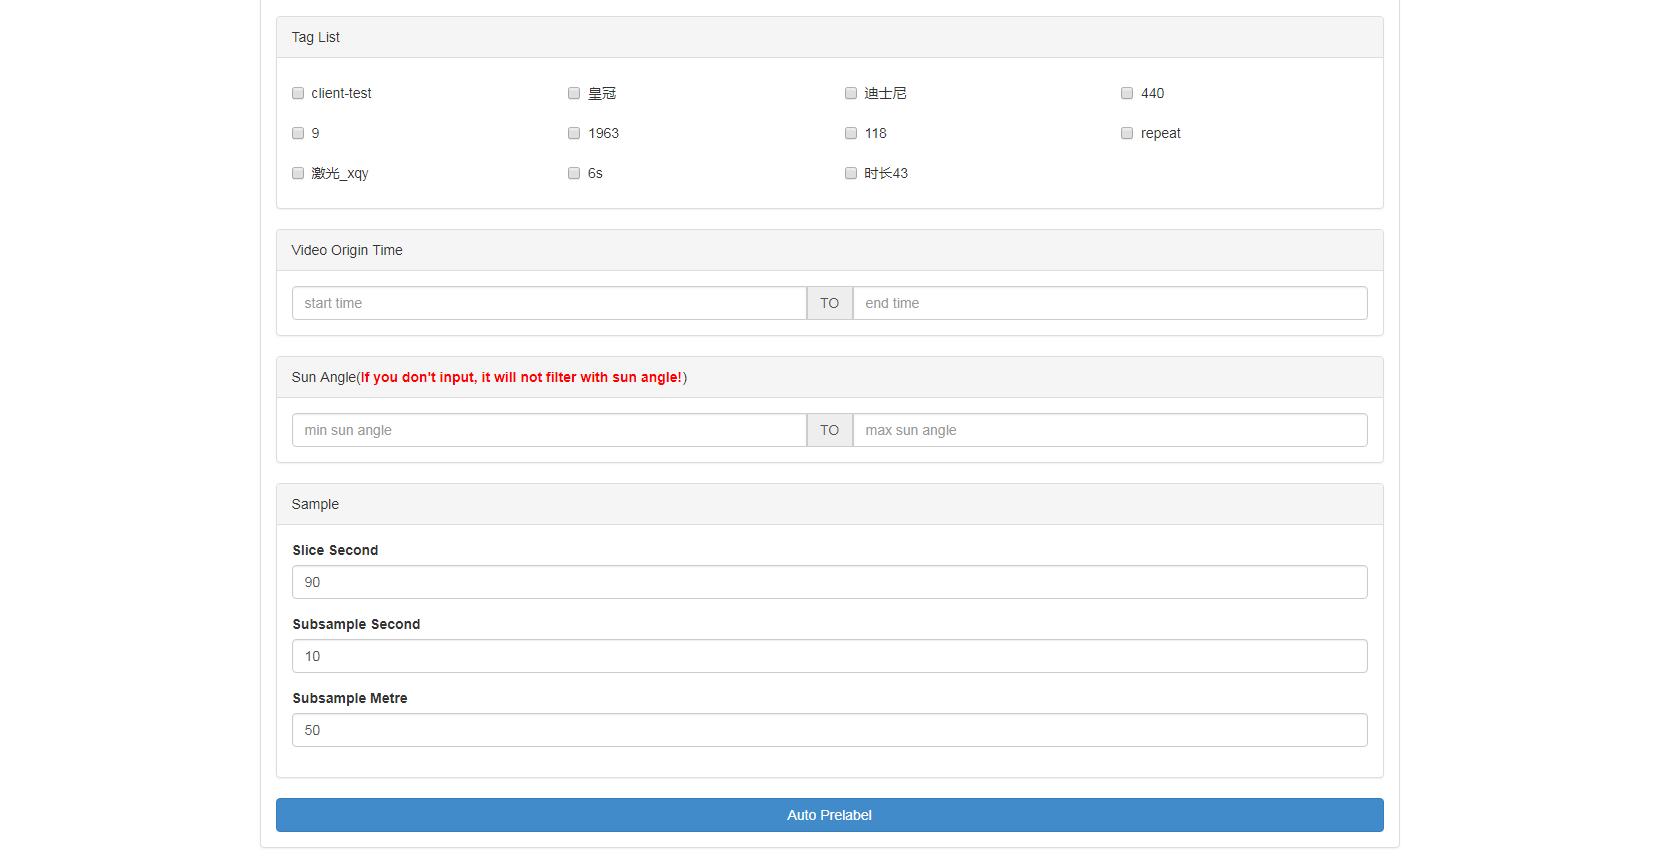 Tag List
client-test 皇冠 迪士尼 440
9 1963 118 repeat
激光_xqy 6s 时长43
Video Origin Time
start time TO end time
Sun Angle(If you don't input, it will not filter with sun angle!)
min sun angle TO max sun angle
Sample
Slice Second
90
Subsample Second
10
Subsample Metre
50
Auto Prelabel